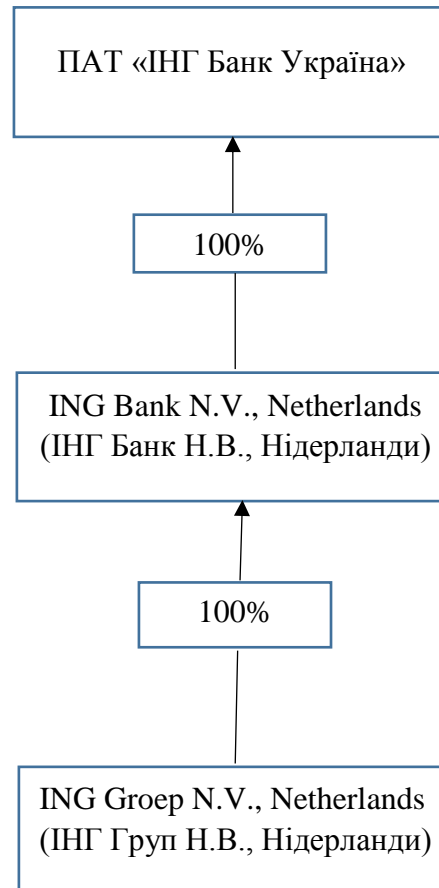 ПАТ «ІНГ Банк Україна»
100%
ING Bank N.V., Netherlands
(ІНГ Банк Н.В., Нідерланди)
100%
ING Groep N.V., Netherlands
(ІНГ Груп Н.В., Нідерланди)